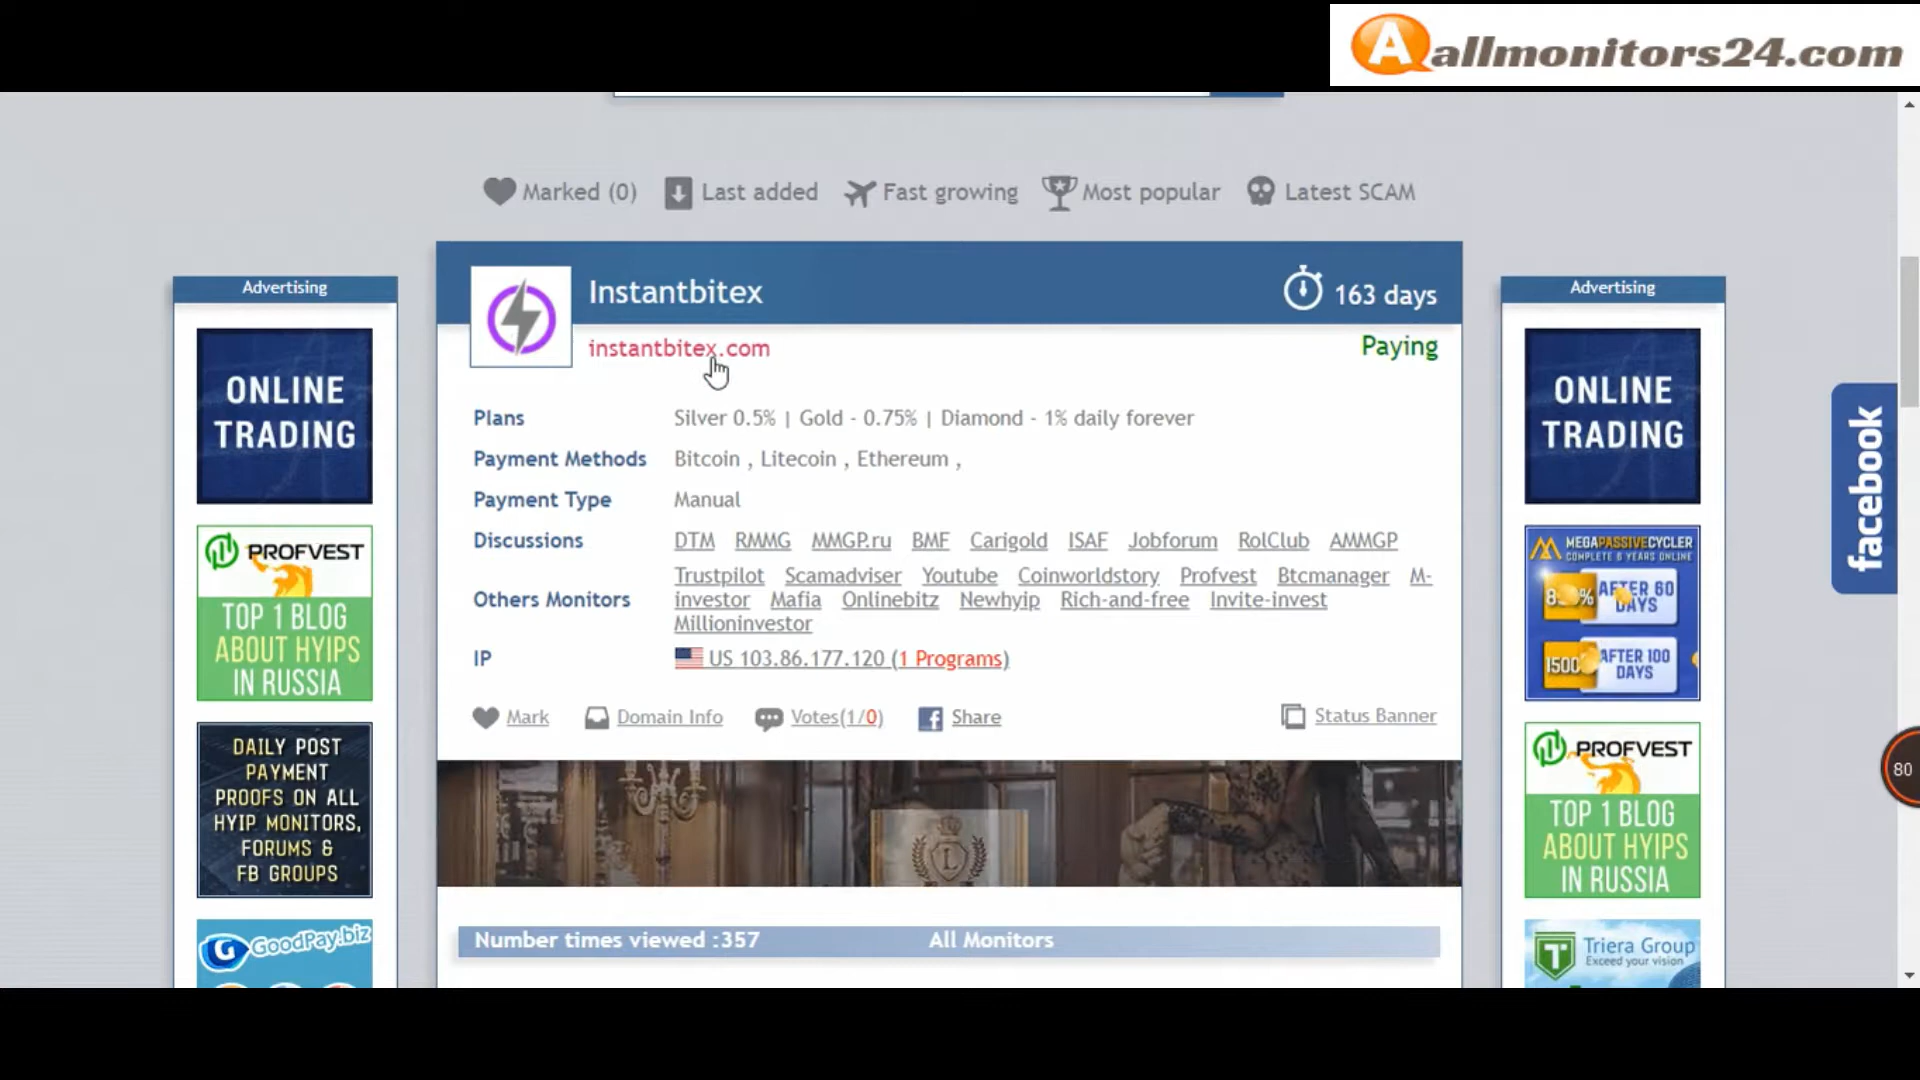 allmonitors24.com
Marked (0) Last added Fast growing Most popular Latest SCAM
Advertising
ONLINE
TRADING
PROFVEST
TOP 1 BLOG
ABOUT HYIPS
IN RUSSIA
DAILY POST
PAYMENT
PROOFS ON ALL
HYIP MONITORS,
FORUMS &
FB GROUPS
GoodPay.biz
Instantbitex
163 days
instantbitex.com
Paying
Plans Silver 0.5% | Gold - 0.75% | Diamond - 1% daily forever
Payment Methods Bitcoin , Litecoin , Ethereum ,
Payment Type Manual
Discussions DTM RMMG MMGP.ru BMF Carigold ISAF Jobforum RolClub AMMGP
Others Monitors Trustpilot Scamadviser Youtube Coinworldstory Profvest Btcmanager M-
investor Mafia Onlinebitz Newhyip Rich-and-free Invite-invest
Millioninvestor
IP US 103.86.177.120 (1 Programs)
Mark Domain Info Votes(1/0) Share Status Banner
L
Number times viewed :357 All Monitors
Advertising
ONLINE
TRADING
MEGAPASSIVECYCLER
COMPLETE 6 YEARS ONLINE
AFTER 60
DAYS
AFTER 100
DAYS
PROFVEST
TOP 1 BLOG
ABOUT HYIPS
IN RUSSIA
Triera Group
Exceed your vision
facebook
80